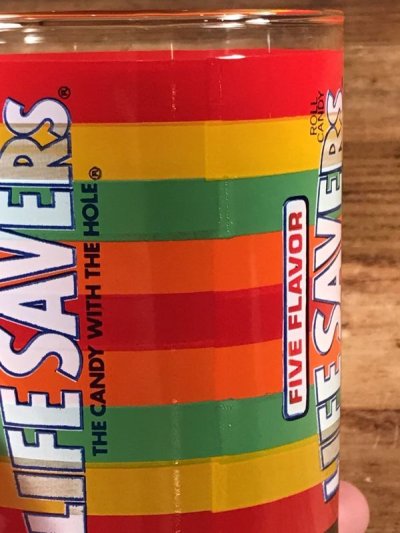 LIFE SAVERS®
THE CANDY WITH THE HOLE®
FIVE FLAVOR
LIFE SAVERS
ROLL
CANDY